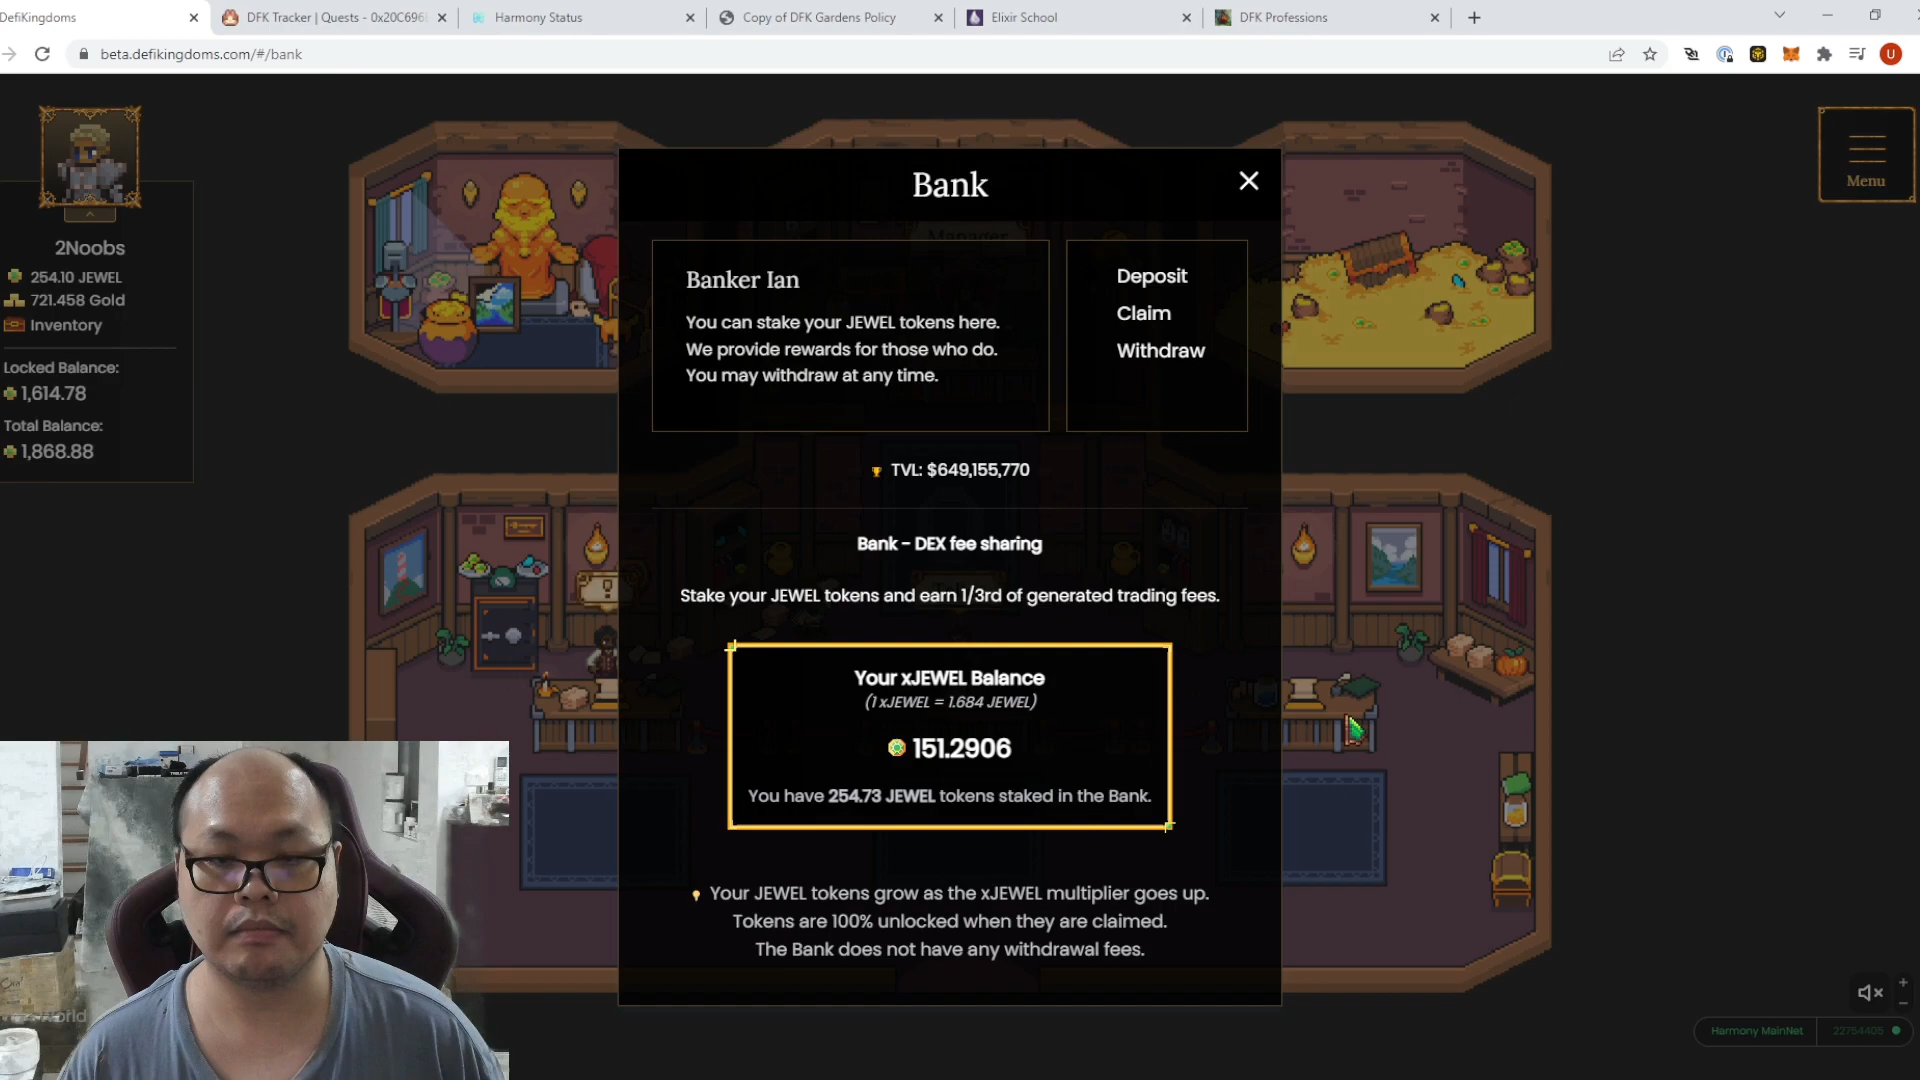 DefiKingdoms
DFK Tracker | Quests - 0x20C696
Harmony Status
Copy of DFK Gardens Policy
Elixir School
DFK Professions
beta.defikingdoms.com/#/bank
U
2Noobs
254.10 JEWEL
721.458 Gold
Inventory
Locked Balance:
1,614.78
Total Balance:
1,868.88
Menu
Bank
Manager
Banker Ian
You can stake your JEWEL tokens here.
We provide rewards for those who do.
You may withdraw at any time.
Deposit
Claim
Withdraw
TVL: $649,155,770
Bank - DEX fee sharing
Stake your JEWEL tokens and earn 1/3rd of generated trading fees.
Your xJEWEL Balance
(1 xJEWEL = 1.684 JEWEL)
151.2906
You have 254.73 JEWEL tokens staked in the Bank.
Your JEWEL tokens grow as the xJEWEL multiplier goes up.
Tokens are 100% unlocked when they are claimed.
The Bank does not have any withdrawal fees.
Harmony MainNet
22754405